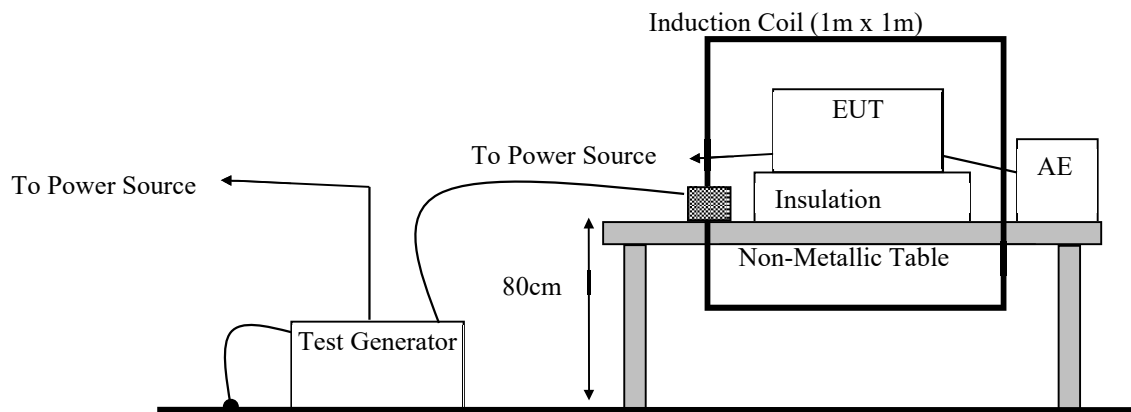 Induction Coil (1m x 1m)
EUT
To Power Source
AE
To Power Source
Insulation
Non-Metallic Table
80cm
Test Generator